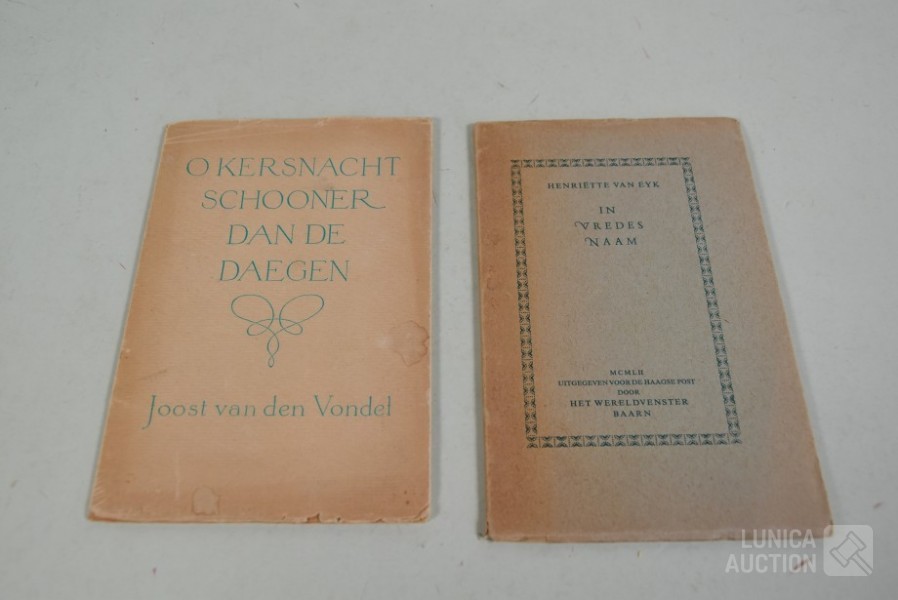 O KERSNACHT
SCHOONER
DAN DE
DAEGEN
Joost van den Vondel
HENRIËTTE VAN EYK
IN
VREDES
NAAM
MCMLII
UITGEGEVEN VOOR DE HAAGSE POST
DOOR
HET WERELDVENSTER
BAARN
LUNICA
AUCTION